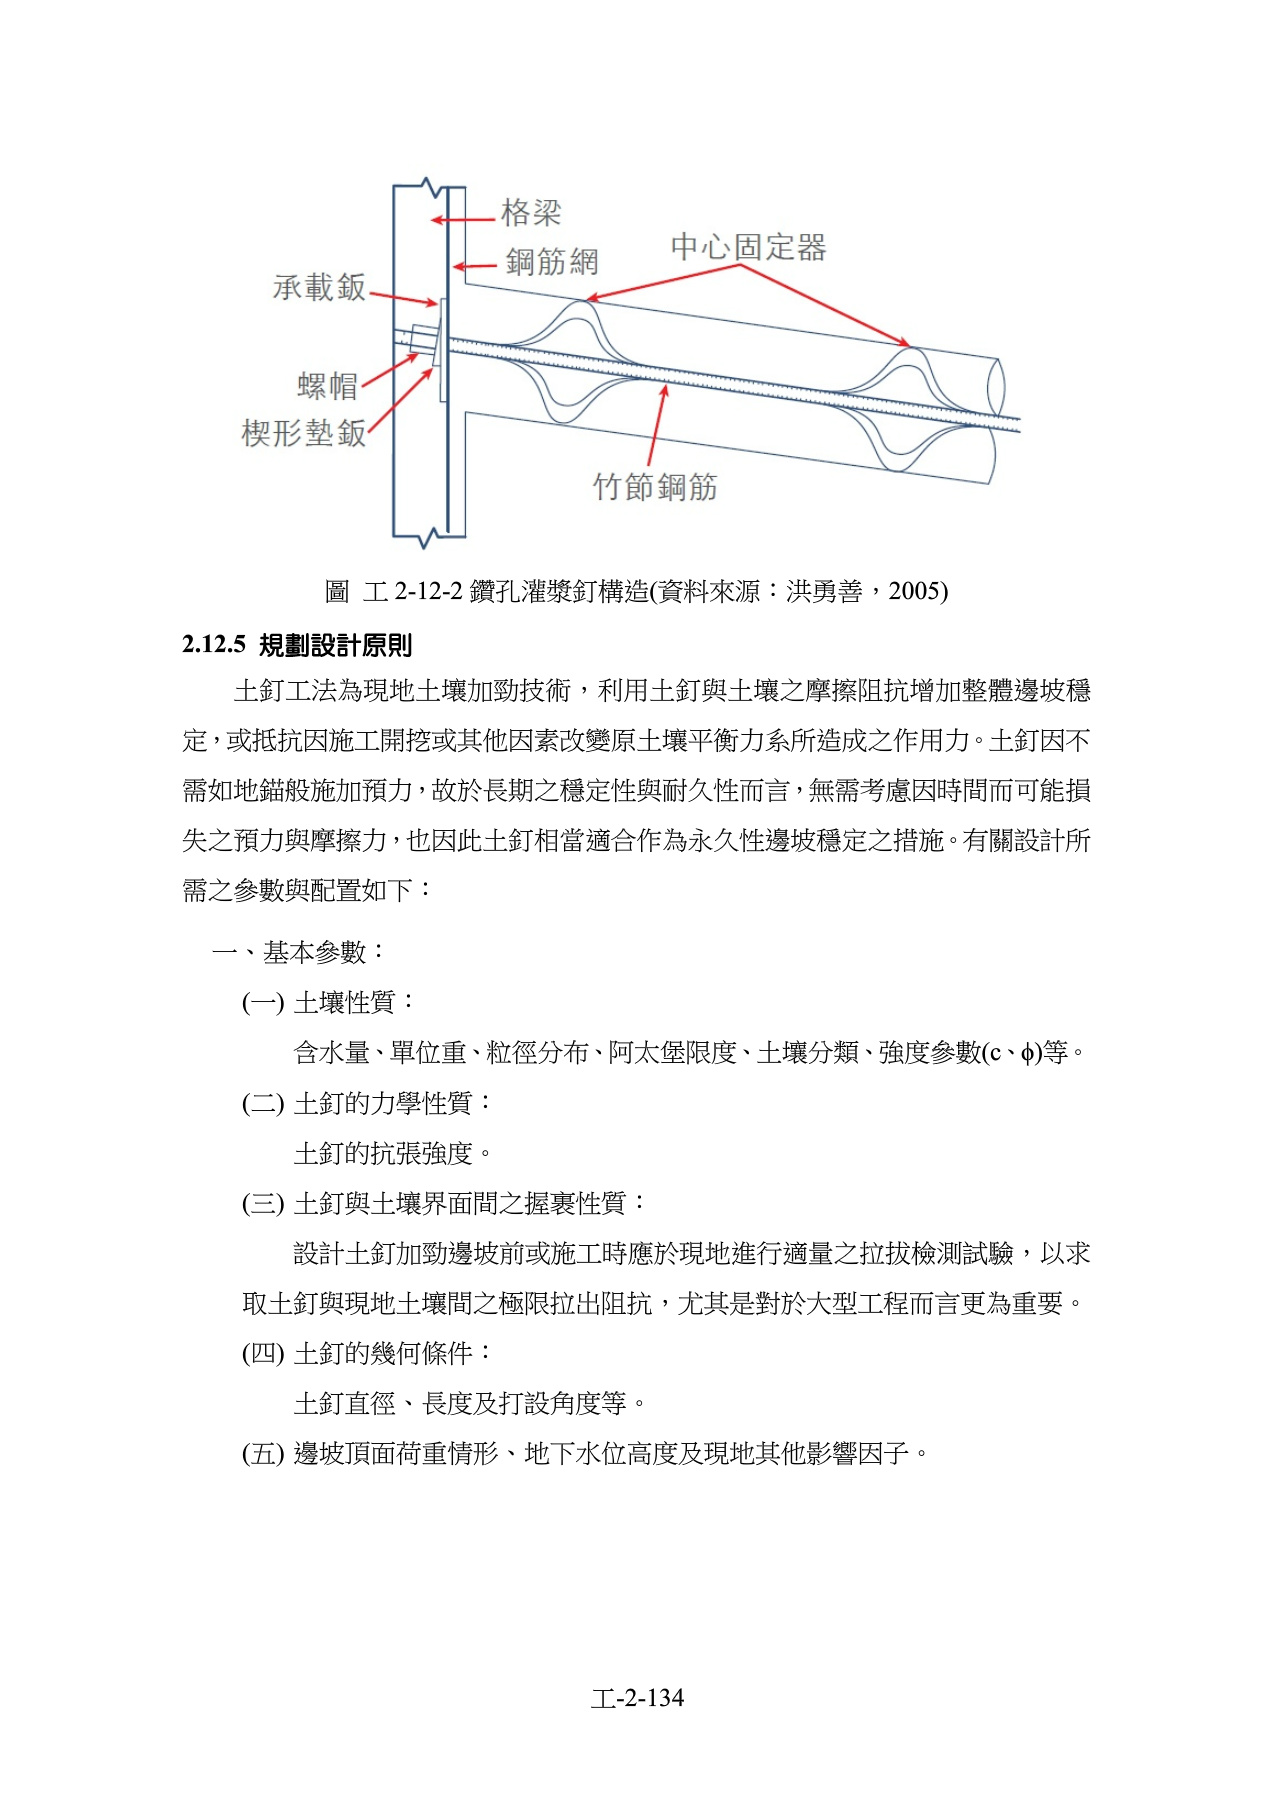 格梁
中心固定器
鋼筋網
承載鈑
螺帽
楔形墊鈑
竹節鋼筋
圖 工 2-12-2 鑽孔灌漿釘構造(資料來源：洪勇善，2005)
2.12.5 規劃設計原則
土釘工法為現地土壤加勁技術，利用土釘與土壤之摩擦阻抗增加整體邊坡穩
定，或抵抗因施工開挖或其他因素改變原土壤平衡力系所造成之作用力。土釘因不
需如地錨般施加預力，故於長期之穩定性與耐久性而言，無需考慮因時間而可能損
失之預力與摩擦力，也因此土釘相當適合作為永久性邊坡穩定之措施。有關設計所
需之參數與配置如下：
一、基本參數：
(一) 土壤性質：
含水量、單位重、粒徑分布、阿太堡限度、土壤分類、強度參數(c、ϕ)等。
(二) 土釘的力學性質：
土釘的抗張強度。
(三) 土釘與土壤界面間之握裹性質：
設計土釘加勁邊坡前或施工時應於現地進行適量之拉拔檢測試驗，以求
取土釘與現地土壤間之極限拉出阻抗，尤其是對於大型工程而言更為重要。
(四) 土釘的幾何條件：
土釘直徑、長度及打設角度等。
(五) 邊坡頂面荷重情形、地下水位高度及現地其他影響因子。
工-2-134